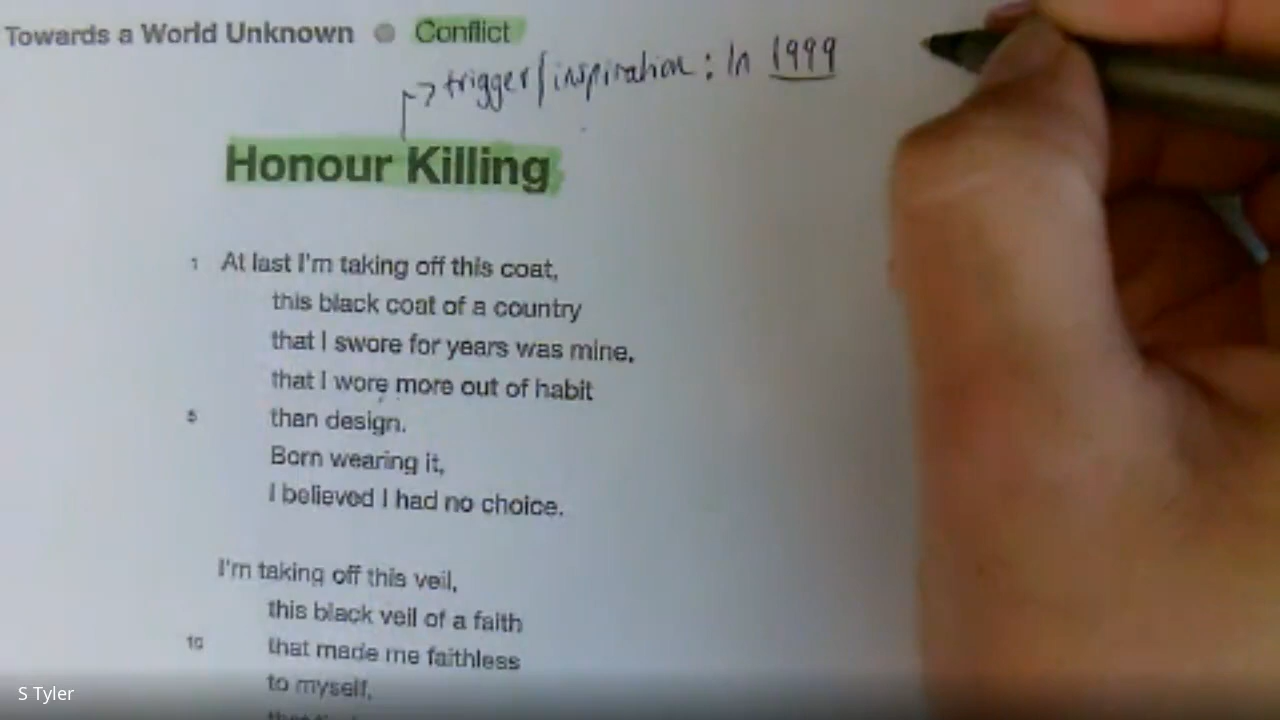 Towards a World Unknown Conflict
trigger/inspiration: In 1999
Honour Killing
1 At last I'm taking off this coat,
this black coat of a country
that I swore for years was mine,
that I wore more out of habit
5 than design.
Born wearing it,
I believed I had no choice.
I'm taking off this veil,
this black veil of a faith
10 that made me faithless
to myself,
S Tyler